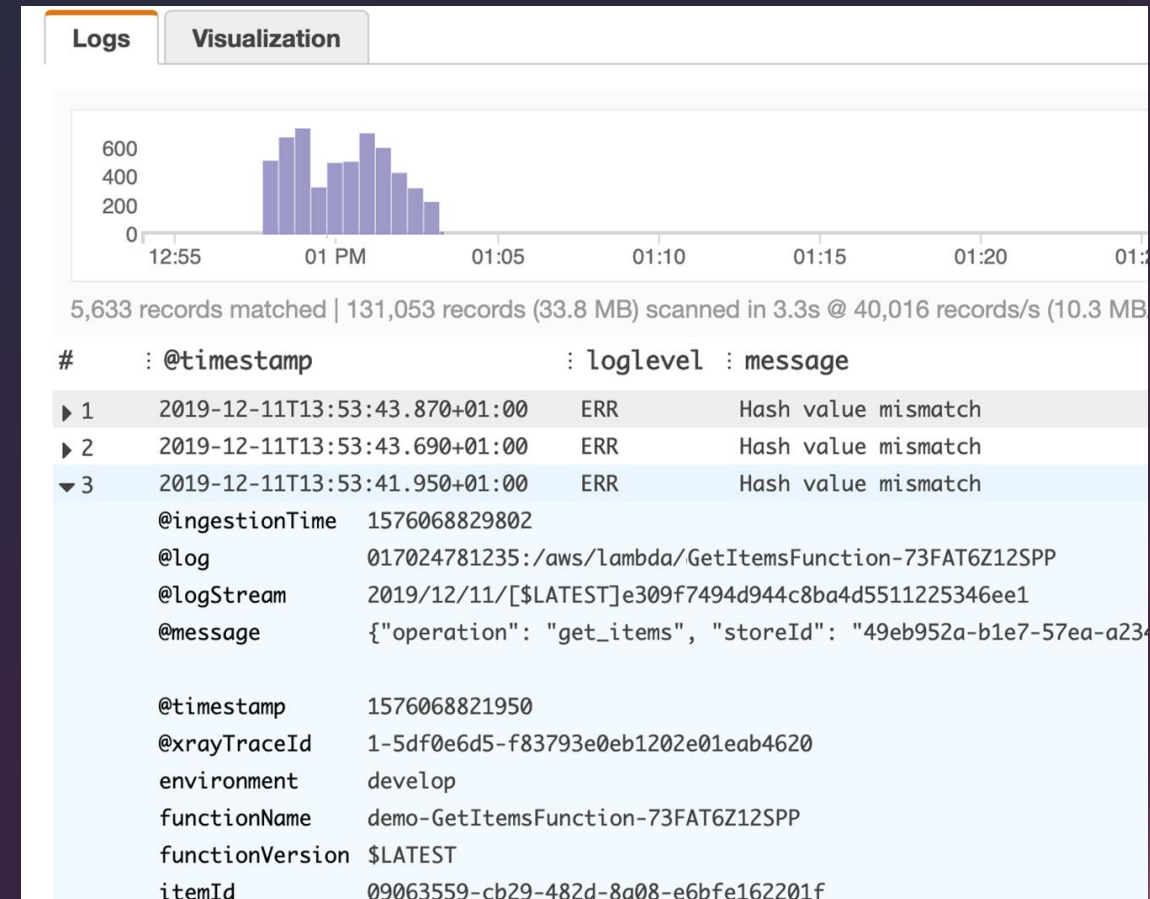 Logs Visualization
600
400
200
0
12:55 01 PM 01:05 01:10 01:15 01:20 01:2
5,633 records matched | 131,053 records (33.8 MB) scanned in 3.3s @ 40,016 records/s (10.3 MB
# : @timestamp : loglevel : message
1 2019-12-11T13:53:43.870+01:00 ERR Hash value mismatch
2 2019-12-11T13:53:43.690+01:00 ERR Hash value mismatch
3 2019-12-11T13:53:41.950+01:00 ERR Hash value mismatch
@ingestionTime 1576068829802
@log 017024781235:/aws/lambda/GetItemsFunction-73FAT6Z12SPP
@logStream 2019/12/11/[$LATEST]e309f7494d944c8ba4d5511225346ee1
@message {"operation": "get_items", "storeId": "49eb952a-b1e7-57ea-a234
@timestamp 1576068821950
@xrayTraceId 1-5df0e6d5-f83793e0eb1202e01eab4620
environment develop
functionName demo-GetItemsFunction-73FAT6Z12SPP
functionVersion $LATEST
itemId 09063559-cb29-482d-8a08-e6bfe162201f